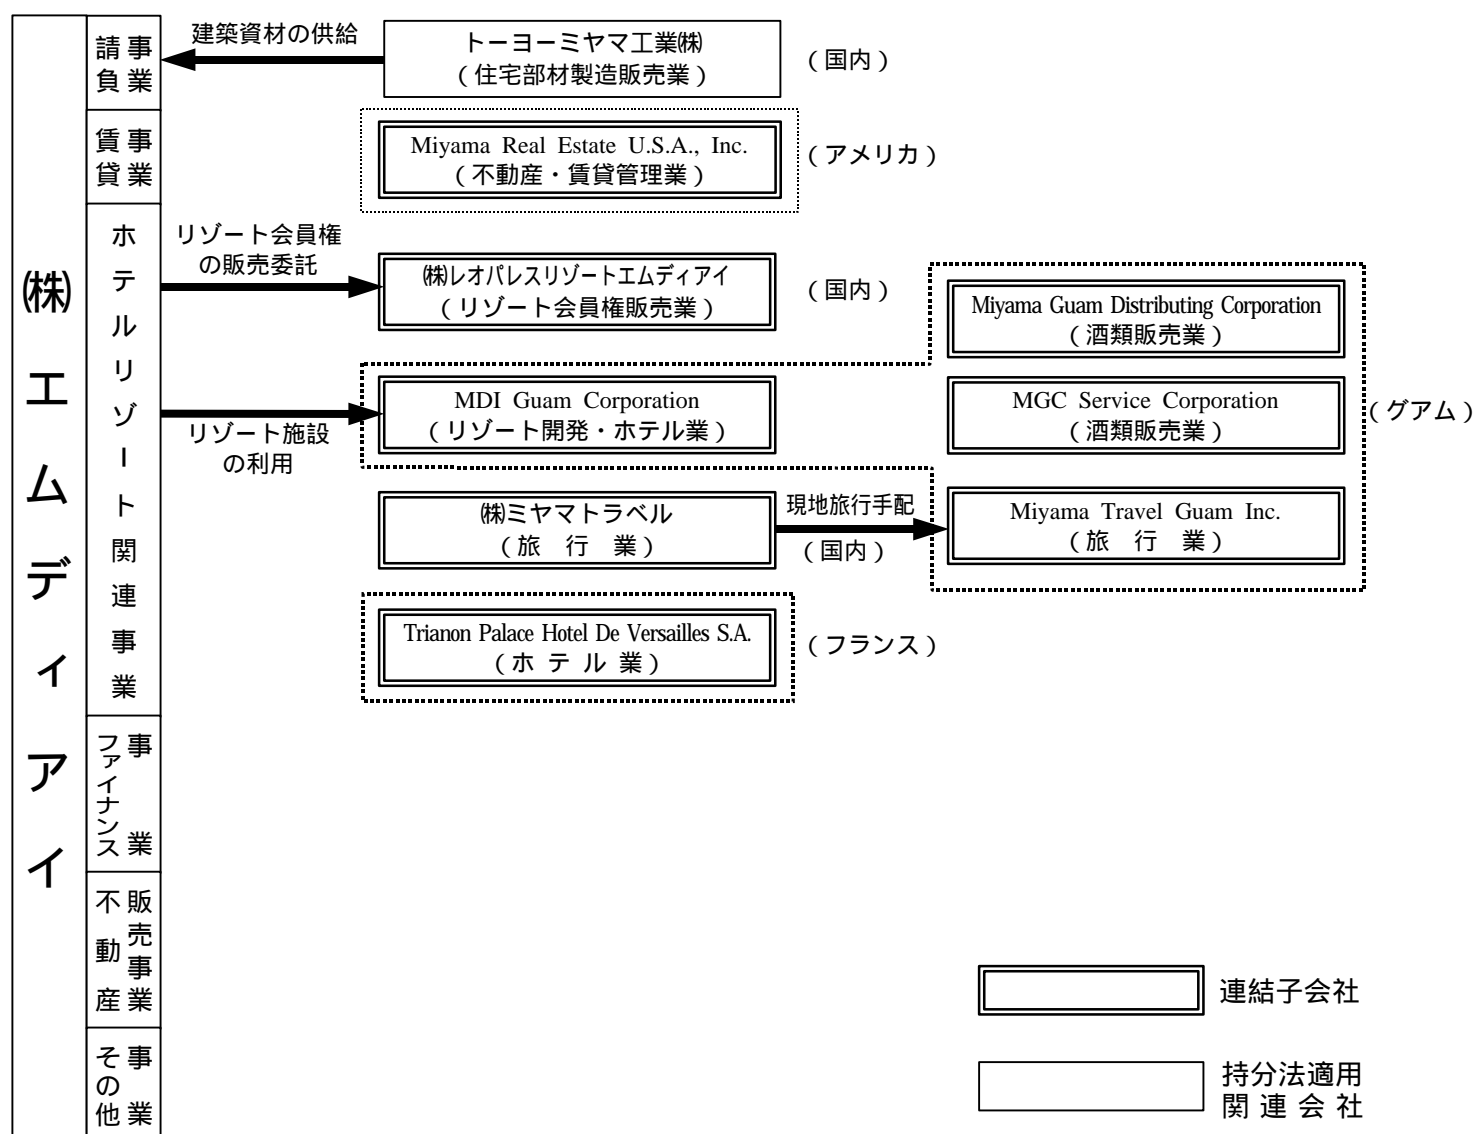 ㈱エムディアイ
請負事業
賃貸事業
ホテルリゾート関連事業
ファイナンス事業
不動産販売事業
その他事業
建築資材の供給
トーヨーミヤマ工業㈱
(住宅部材製造販売業)
(国内)
Miyama Real Estate U.S.A., Inc.
(不動産・賃貸管理業)
(アメリカ)
リゾート会員権
の販売委託
㈱レオパレスリゾートエムディアイ
(リゾート会員権販売業)
(国内)
Miyama Guam Distributing Corporation
(酒類販売業)
MDI Guam Corporation
(リゾート開発・ホテル業)
リゾート施設
の利用
MGC Service Corporation
(酒類販売業)
(グアム)
㈱ミヤマトラベル
(旅 行 業)
現地旅行手配
(国内)
Miyama Travel Guam Inc.
(旅 行 業)
Trianon Palace Hotel De Versailles S.A.
(ホ テ ル 業)
(フランス)
連結子会社
持分法適用
関 連 会 社